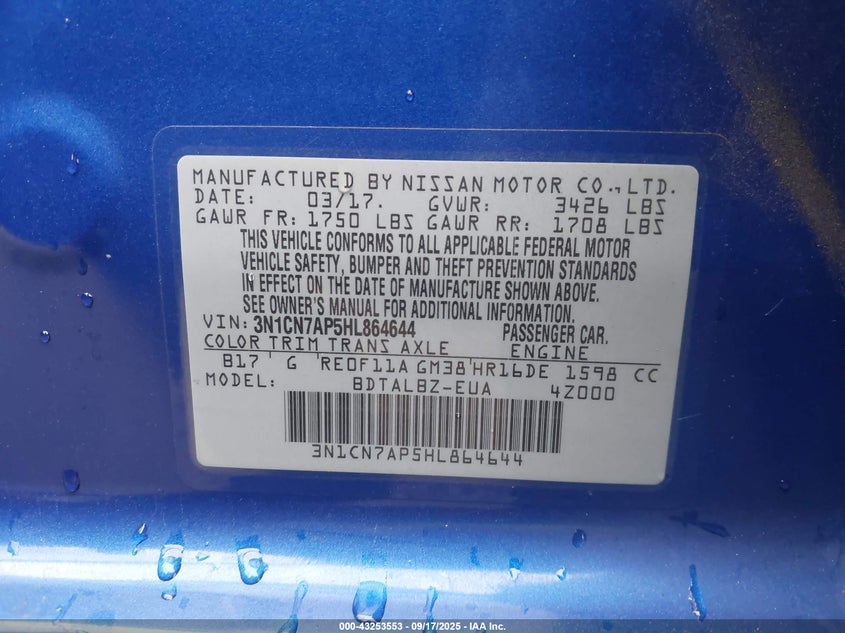 MANUFACTURED BY NISSAN MOTOR CO.,LTD.
DATE: 03/17. GVWR: 3426 LBS
GAWR FR: 1750 LBS GAWR RR: 1708 LBS
THIS VEHICLE CONFORMS TO ALL APPLICABLE FEDERAL MOTOR
VEHICLE SAFETY, BUMPER AND THEFT PREVENTION STANDARDS
IN EFFECT ON THE DATE OF MANUFACTURE SHOWN ABOVE.
SEE OWNER'S MANUAL FOR ADDITIONAL INFORMATION.
VIN: 3N1CN7AP5HL864644 PASSENGER CAR.
COLOR TRIM TRANS AXLE ENGINE
B17 G RE0F11A GM38 HR16DE 1598 CC
MODEL: BDTALBZ-EUA 4Z000
3N1CN7AP5HL864644
000-43253553 - 09/17/2025 - IAA Inc.